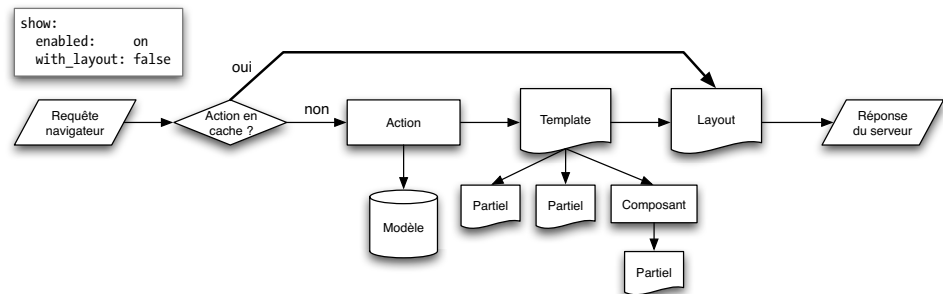 show:
enabled: on
with_layout: false
oui
non
Requête
navigateur
Action en
cache ?
Action
Template
Layout
Réponse
du serveur
Modèle
Partiel
Partiel
Composant
Partiel